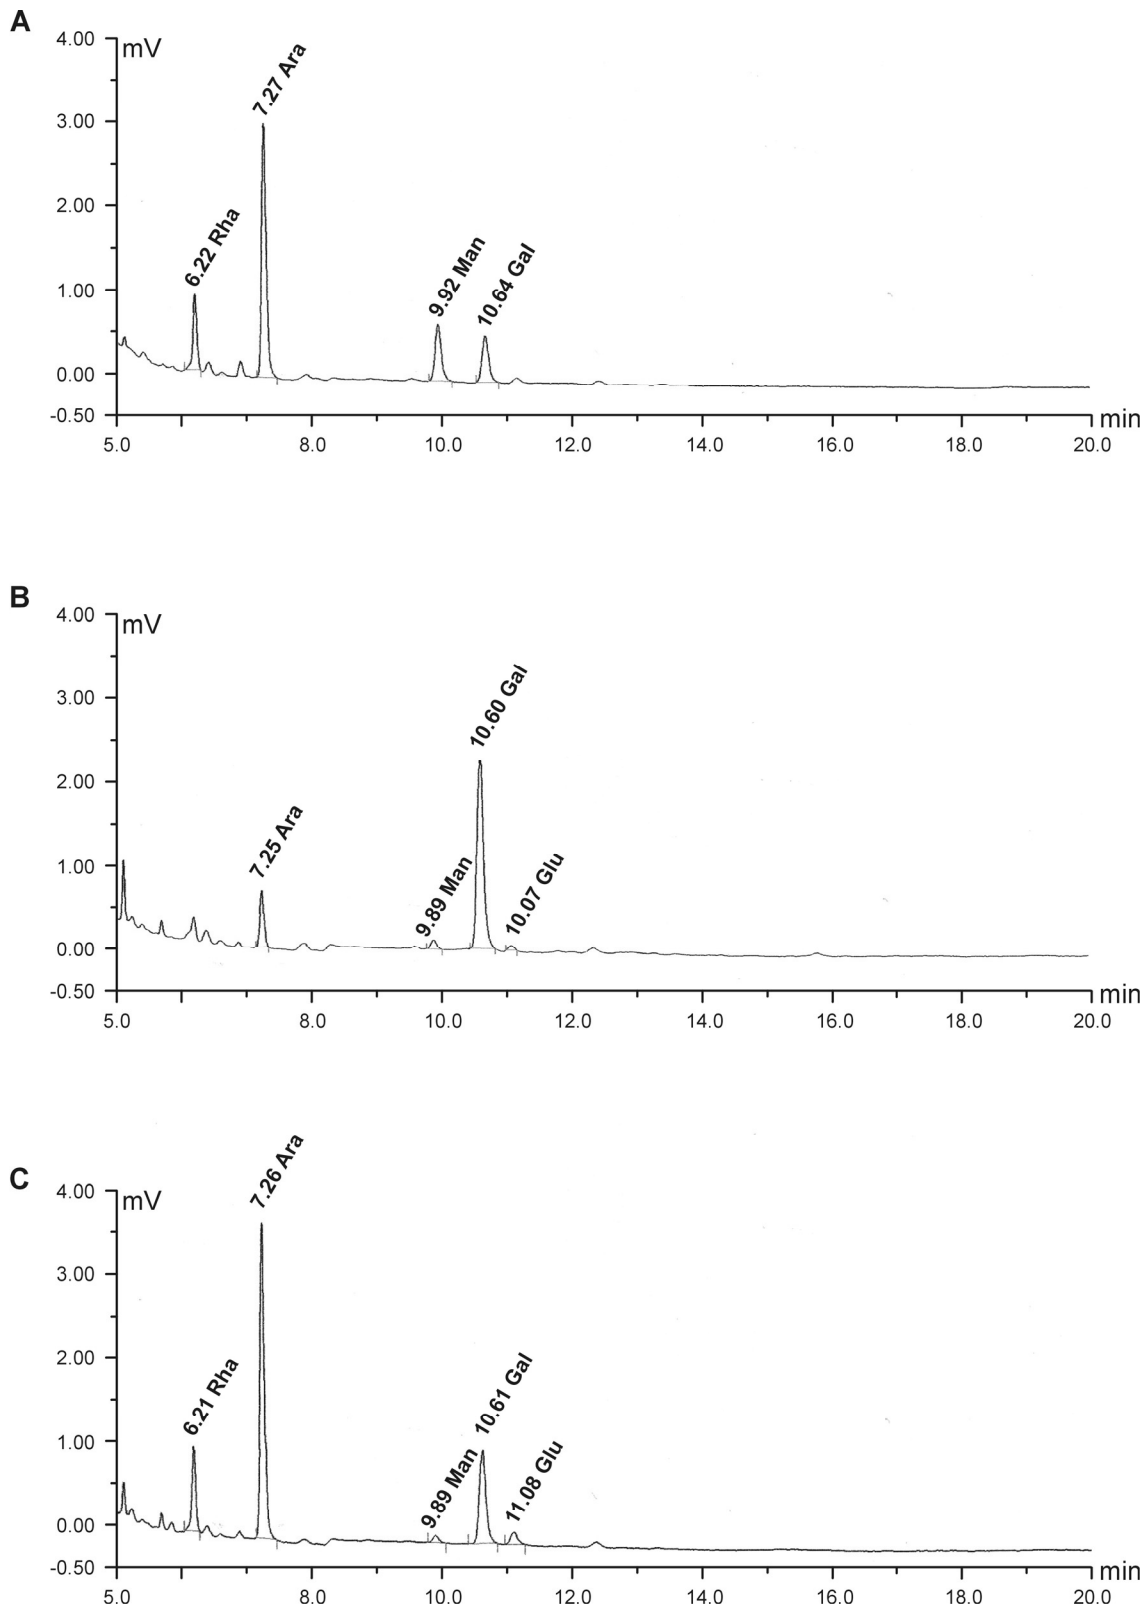 A
4.00
mV
3.00
2.00
1.00
0.00
-0.50
6.22 Rha
7.27 Ara
9.92 Man
10.64 Gal
5.0 8.0 10.0 12.0 14.0 16.0 18.0 20.0
min
B
4.00
mV
3.00
2.00
1.00
0.00
-0.50
7.25 Ara
9.89 Man
10.60 Gal
10.07 Glu
5.0 8.0 10.0 12.0 14.0 16.0 18.0 20.0
min
C
4.00
mV
3.00
2.00
1.00
0.00
-0.50
6.21 Rha
7.26 Ara
9.89 Man
10.61 Gal
11.08 Glu
5.0 8.0 10.0 12.0 14.0 16.0 18.0 20.0
min